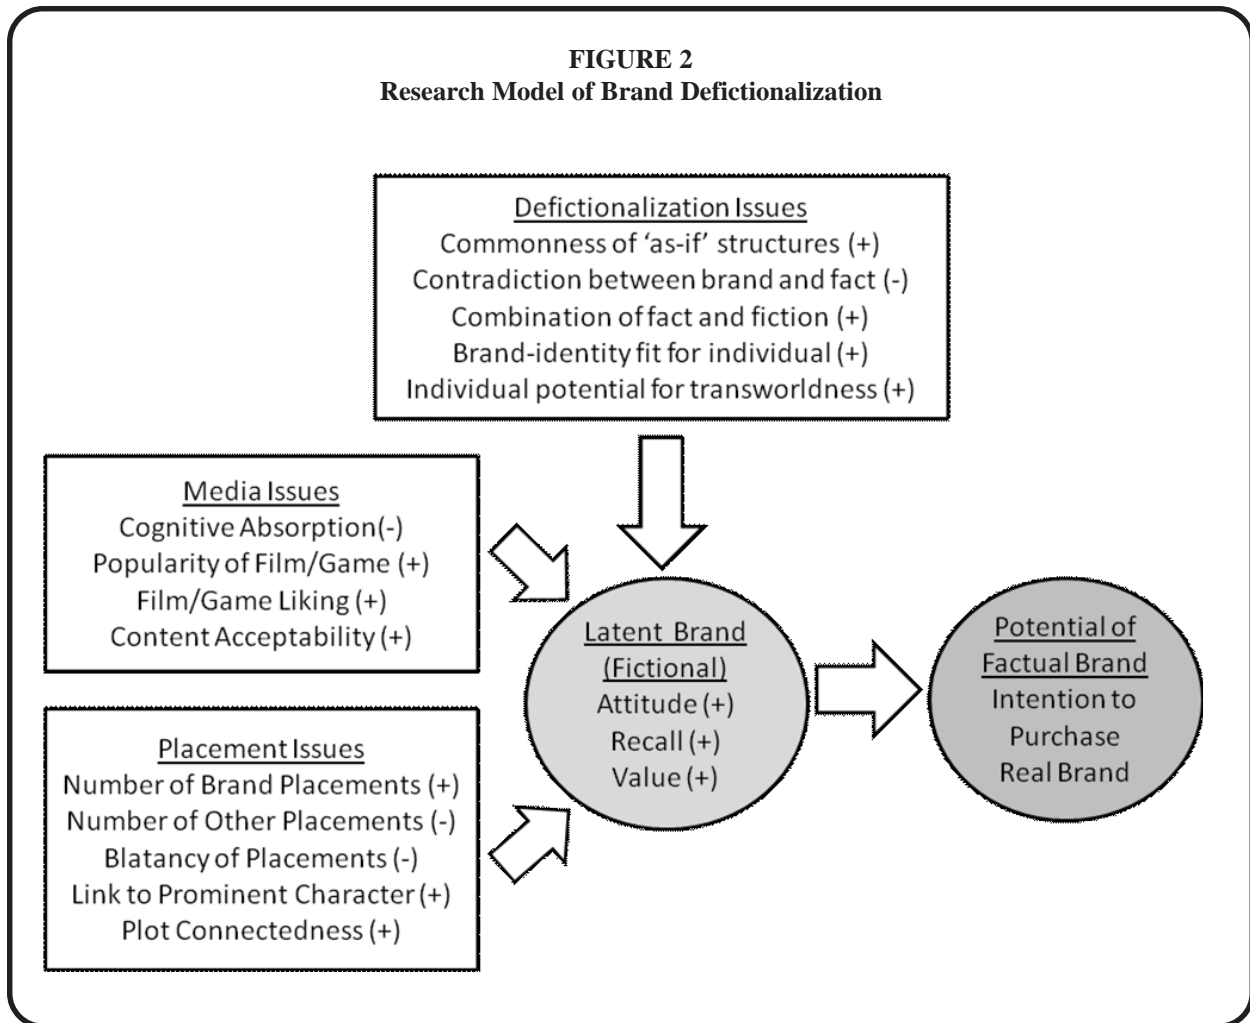 FIGURE 2
Research Model of Brand Defictionalization
Defictionalization Issues
Commonness of ‘as-if’ structures (+)
Contradiction between brand and fact (-)
Combination of fact and fiction (+)
Brand-identity fit for individual (+)
Individual potential for transworldness (+)
Media Issues
Cognitive Absorption(-)
Popularity of Film/Game (+)
Film/Game Liking (+)
Content Acceptability (+)
Placement Issues
Number of Brand Placements (+)
Number of Other Placements (-)
Blatancy of Placements (-)
Link to Prominent Character (+)
Plot Connectedness (+)
Latent Brand
(Fictional)
Attitude (+)
Recall (+)
Value (+)
Potential of
Factual Brand
Intention to
Purchase
Real Brand